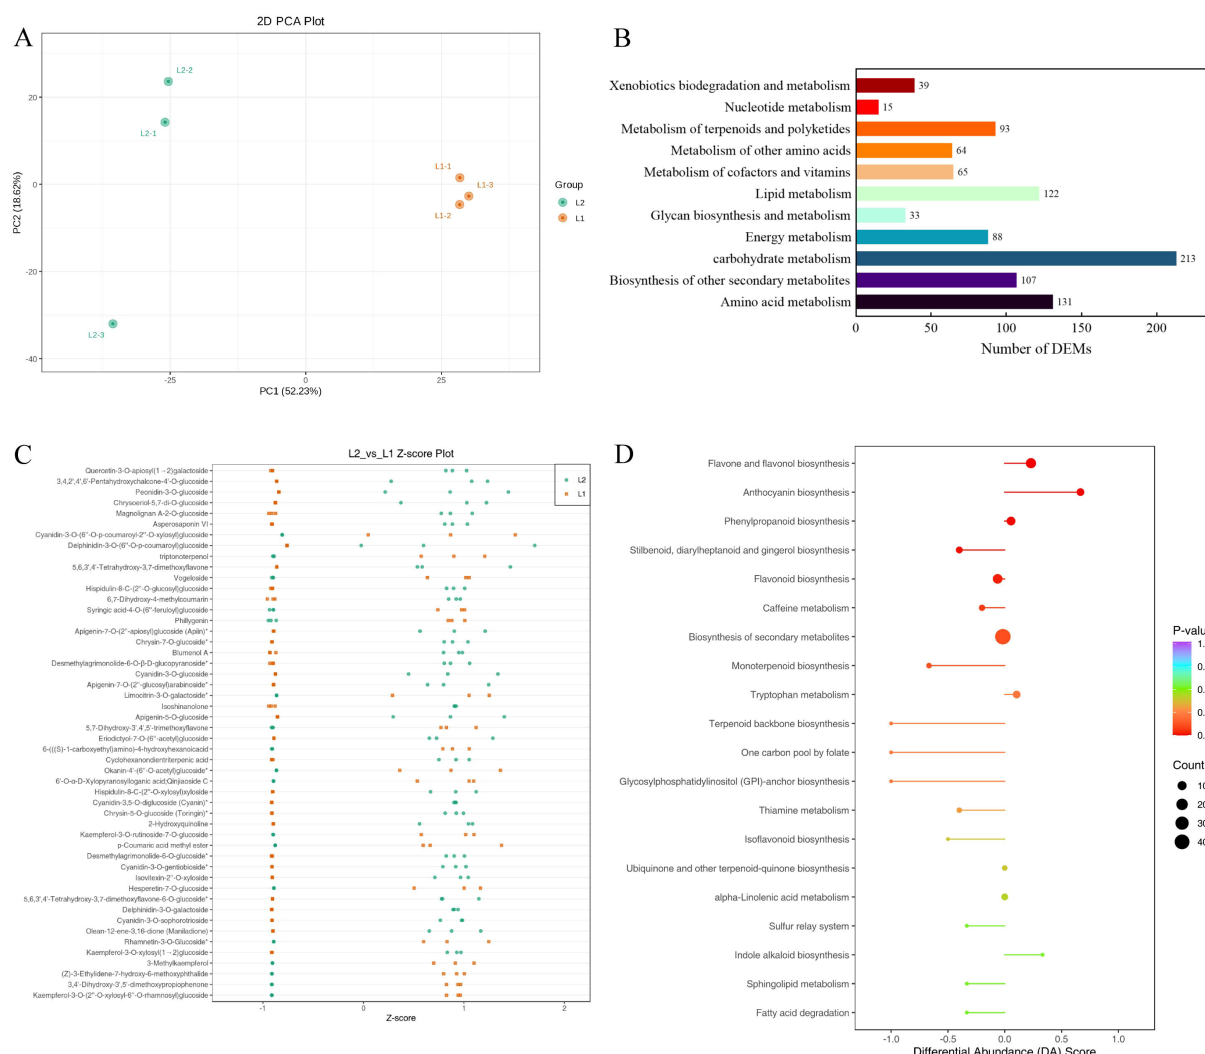 A
2D PCA Plot
L2-2
L2-1
L1-1
L1-3
L1-2
L2-3
20
0
-20
-40
PC2 (18.62%)
-25
0
25
PC1 (52.23%)
Group
L2
L1
B
Xenobiotics biodegradation and metabolism
39
Nucleotide metabolism
15
Metabolism of terpenoids and polyketides
93
Metabolism of other amino acids
64
Metabolism of cofactors and vitamins
65
Lipid metabolism
122
Glycan biosynthesis and metabolism
33
Energy metabolism
88
carbohydrate metabolism
213
Biosynthesis of other secondary metabolites
107
Amino acid metabolism
131
0
50
100
150
200
Number of DEMs
C
L2_vs_L1 Z-score Plot
L2
L1
Quercetin-3-O-apiosyl(1→2)galactoside
3,4,2',4',6'-Pentahydroxychalcone-4'-O-glucoside
Peonidin-3-O-glucoside
Chrysoeriol-5,7-di-O-glucoside
Magnolignan A-2-O-glucoside
Asperosaponin VI
Cyanidin-3-O-(6"-O-p-coumaroyl-2"-O-xylosyl)glucoside
Delphinidin-3-O-(6"-O-p-coumaroyl)glucoside
triptonoterpenol
5,6,3',4'-Tetrahydroxy-3,7-dimethoxyflavone
Vogeloside
Hispidulin-8-C-(2"-O-glucosyl)glucoside
6,7-Dihydroxy-4-methylcoumarin
Syringic acid-4-O-(6"-feruloyl)glucoside
Phillygenin
Apigenin-7-O-(2"-apiosyl)glucoside (Apiin)*
Chrysin-7-O-glucoside*
Blumenol A
Desmethylagrimonolide-6-O-β-D-glucopyranoside*
Cyanidin-3-O-glucoside
Apigenin-7-O-(2"-glucosyl)arabinoside*
Limocitrin-3-O-galactoside*
Isoshinanolone
Apigenin-5-O-glucoside
5,7-Dihydroxy-3',4',5'-trimethoxyflavone
Eriodictyol-7-O-(6"-acetyl)glucoside
6-(((S)-1-carboxyethyl)amino)-4-hydroxyhexanoicacid
Cyclohexanondientriterpenic acid
Okanin-4'-(6"-O-acetyl)glucoside*
6'-O-α-D-Xylopyranosylloganic acid;Qinjiaoside C
Hispidulin-8-C-(2"-O-xylosyl)xyloside
Cyanidin-3,5-O-diglucoside (Cyanin)*
Chrysin-5-O-glucoside (Toringin)*
2-Hydroxyquinoline
Kaempferol-3-O-rutinoside-7-O-glucoside
p-Coumaric acid methyl ester
Desmethylagrimonolide-6-O-glucoside*
Cyanidin-3-O-gentiobioside*
Isovitexin-2"-O-xyloside
Hesperetin-7-O-glucoside
5,6,3',4'-Tetrahydroxy-3,7-dimethoxyflavone-6-O-glucoside*
Delphinidin-3-O-galactoside
Cyanidin-3-O-sophorotrioside
Olean-12-ene-3,16-dione (Maniladione)
Rhamnetin-3-O-Glucoside*
Kaempferol-3-O-xylosyl(1→2)glucoside
3-Methylkaempferol
(Z)-3-Ethylidene-7-hydroxy-6-methoxyphthalide
3,4'-Dihydroxy-3',5'-dimethoxypropiophenone
Kaempferol-3-O-(2"-O-xylosyl-6"-O-rhamnosyl)glucoside
-1
0
1
2
Z-score
D
Flavone and flavonol biosynthesis
Anthocyanin biosynthesis
Phenylpropanoid biosynthesis
Stilbenoid, diarylheptanoid and gingerol biosynthesis
Flavonoid biosynthesis
Caffeine metabolism
Biosynthesis of secondary metabolites
Monoterpenoid biosynthesis
Tryptophan metabolism
Terpenoid backbone biosynthesis
One carbon pool by folate
Glycosylphosphatidylinositol (GPI)-anchor biosynthesis
Thiamine metabolism
Isoflavonoid biosynthesis
Ubiquinone and other terpenoid-quinone biosynthesis
alpha-Linolenic acid metabolism
Sulfur relay system
Indole alkaloid biosynthesis
Sphingolipid metabolism
Fatty acid degradation
-1.0
-0.5
0.0
0.5
1.0
Differential Abundance (DA) Score
P-valu
1.
0.
0.
0.
0.
Count
10
20
30
40